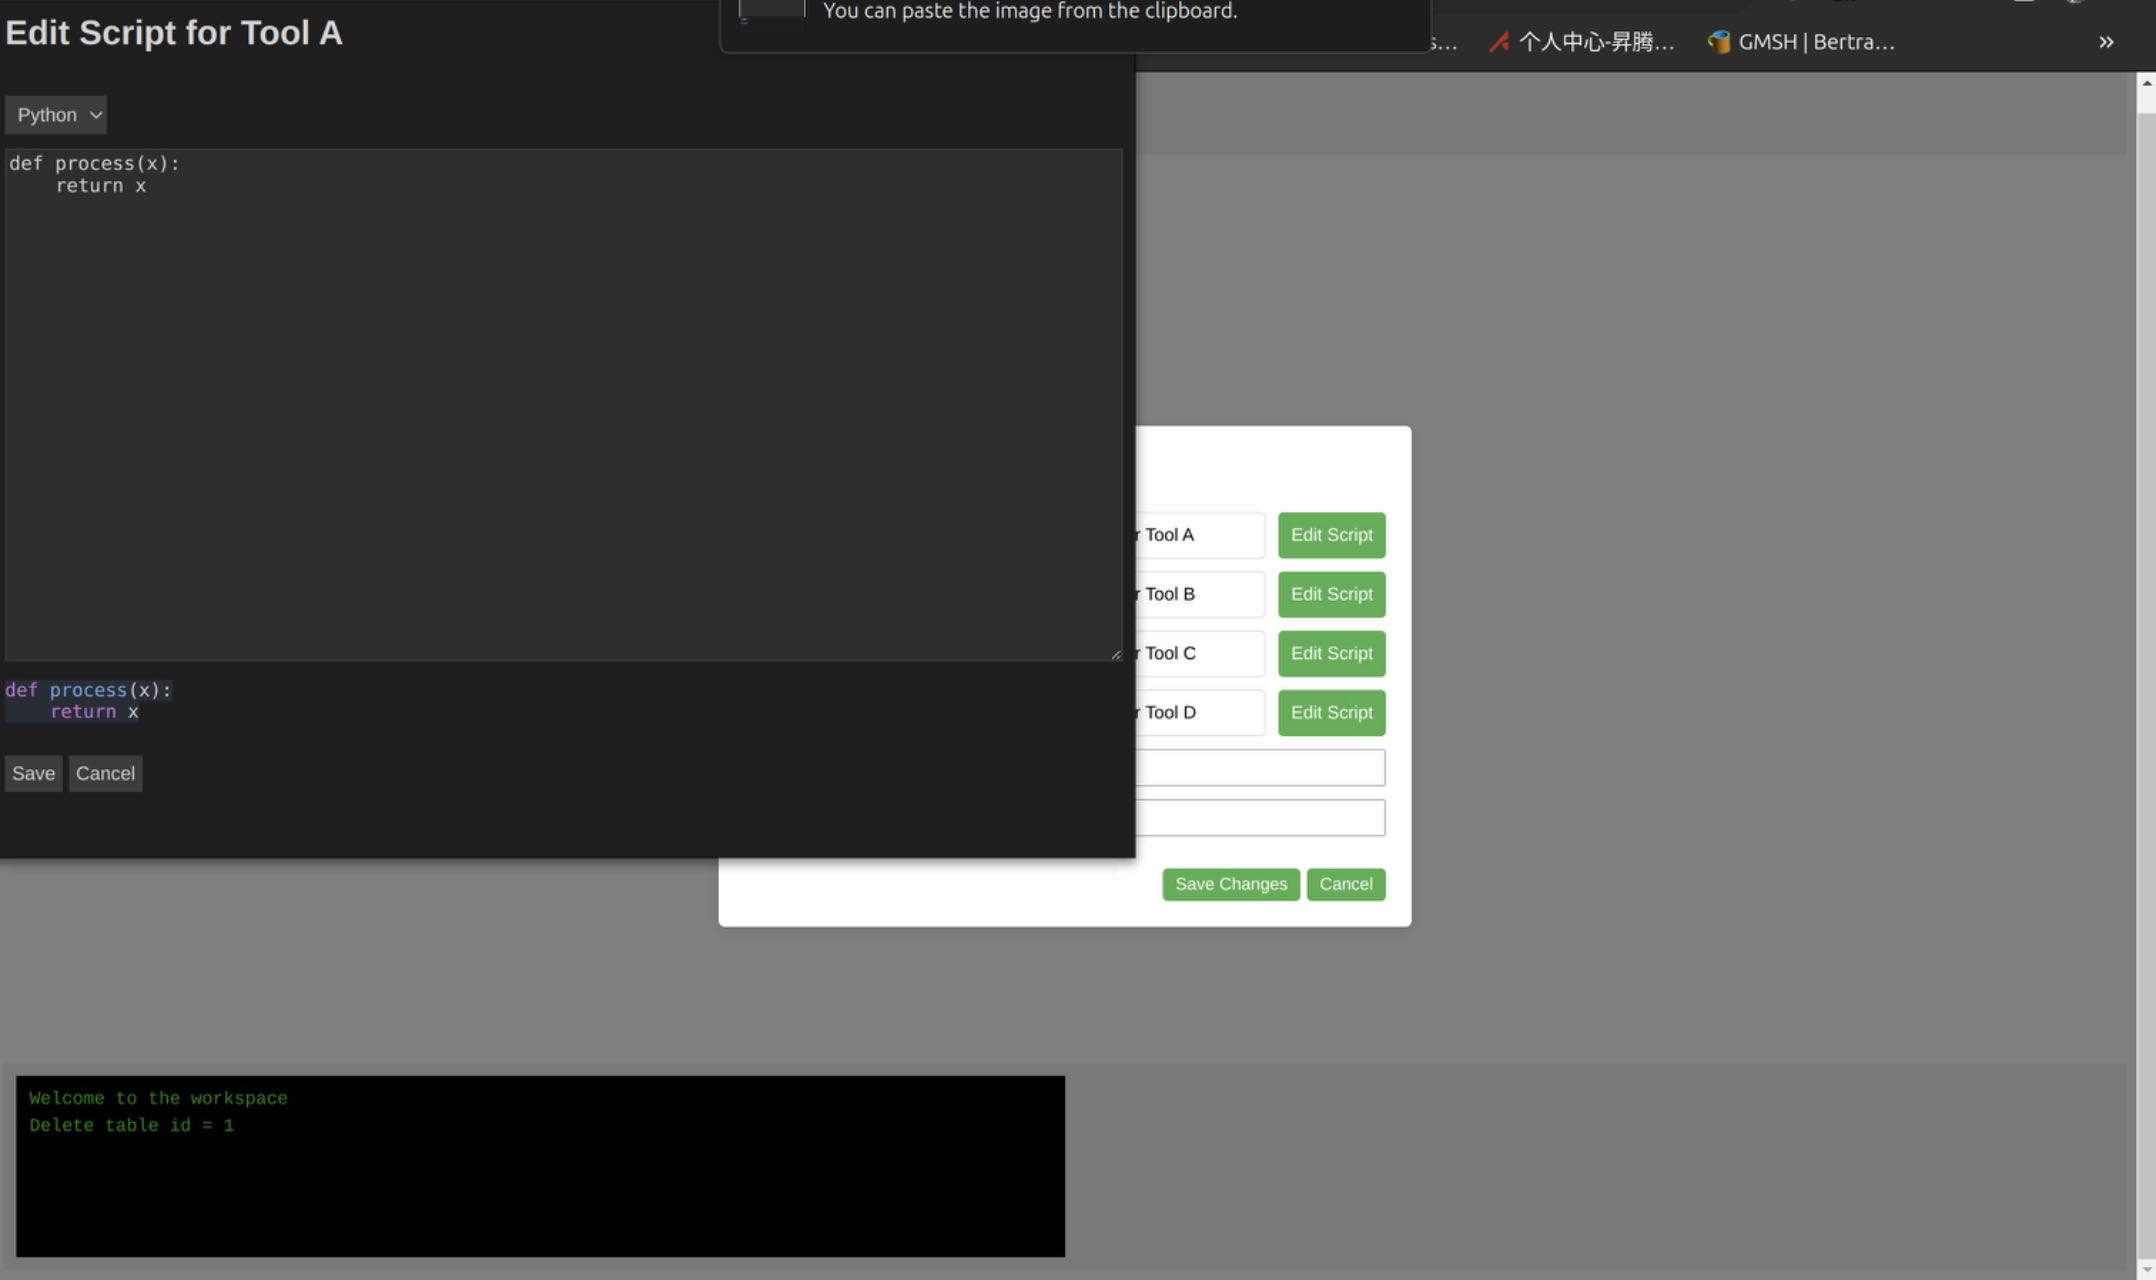 You can paste the image from the clipboard.
Edit Script for Tool A
s...
个人中心-昇腾...
GMSH | Bertra...
»
Python
def process(x):
    return x
r Tool A
Edit Script
r Tool B
Edit Script
r Tool C
Edit Script
r Tool D
Edit Script
def process(x):
    return x
Save
Cancel
Save Changes
Cancel
Welcome to the workspace
Delete table id = 1